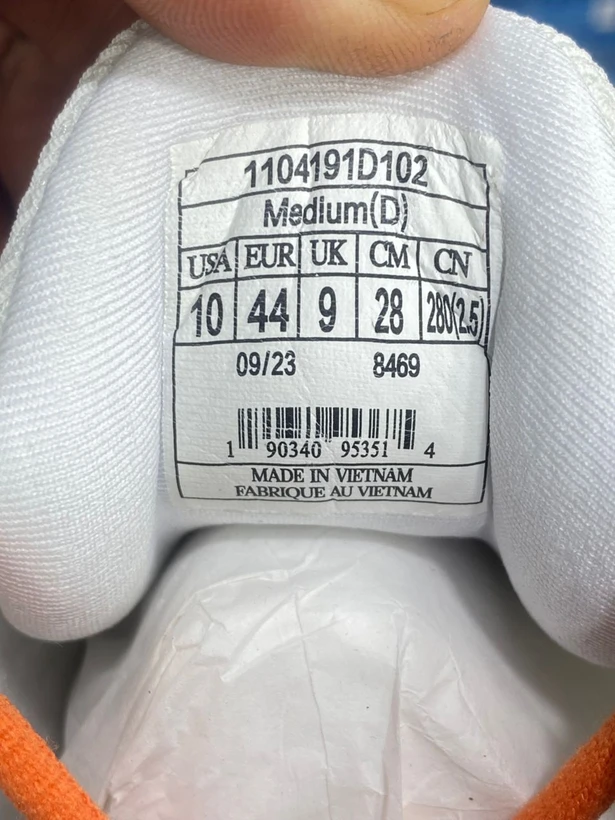 1104191D102
Medium(D)
USA EUR UK CM CN
10 44 9 28 280(2.5)
09/23 8469
1 90340 95351 4
MADE IN VIETNAM
FABRIQUE AU VIETNAM